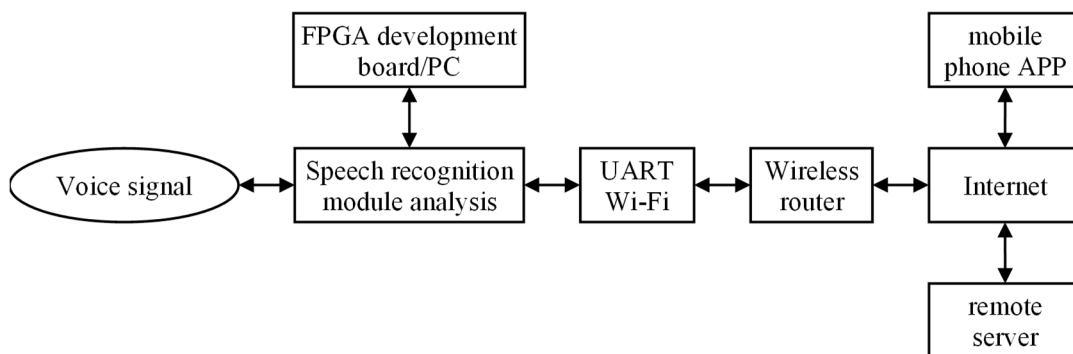 FPGA development
board/PC
mobile
phone APP
Voice signal
Speech recognition
module analysis
UART
Wi-Fi
Wireless
router
Internet
remote
server